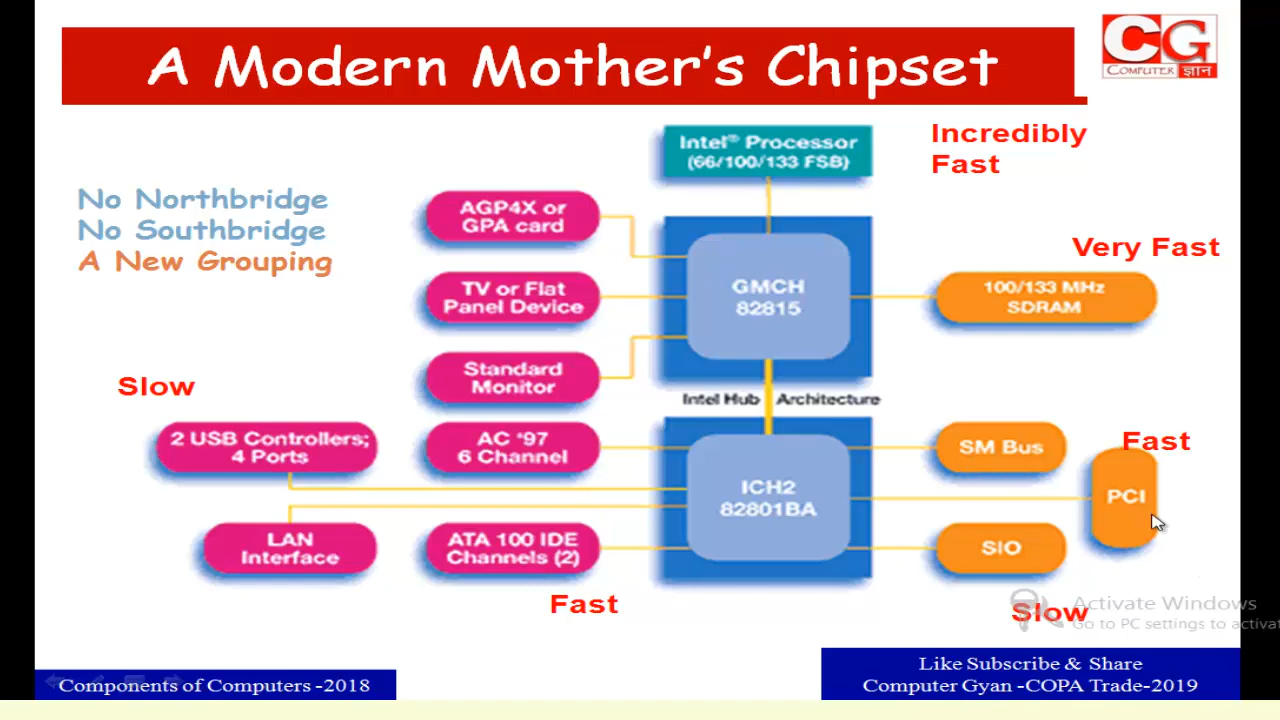 A Modern Mother's Chipset
CG
COMPUTER ज्ञान
Incredibly
Fast
Intel® Processor
(66/100/133 FSB)
No Northbridge
No Southbridge
A New Grouping
AGP4X or
GPA card
Very Fast
GMCH
82815
TV or Flat
Panel Device
100/133 MHz
SDRAM
Standard
Monitor
Slow
Intel Hub Architecture
2 USB Controllers;
4 Ports
AC '97
6 Channel
SM Bus
Fast
ICH2
82801BA
PCI
LAN
Interface
ATA 100 IDE
Channels (2)
SIO
Fast
Slow
Activate Windows
Go to PC settings to activat
Components of Computers -2018
Like Subscribe & Share
Computer Gyan -COPA Trade-2019